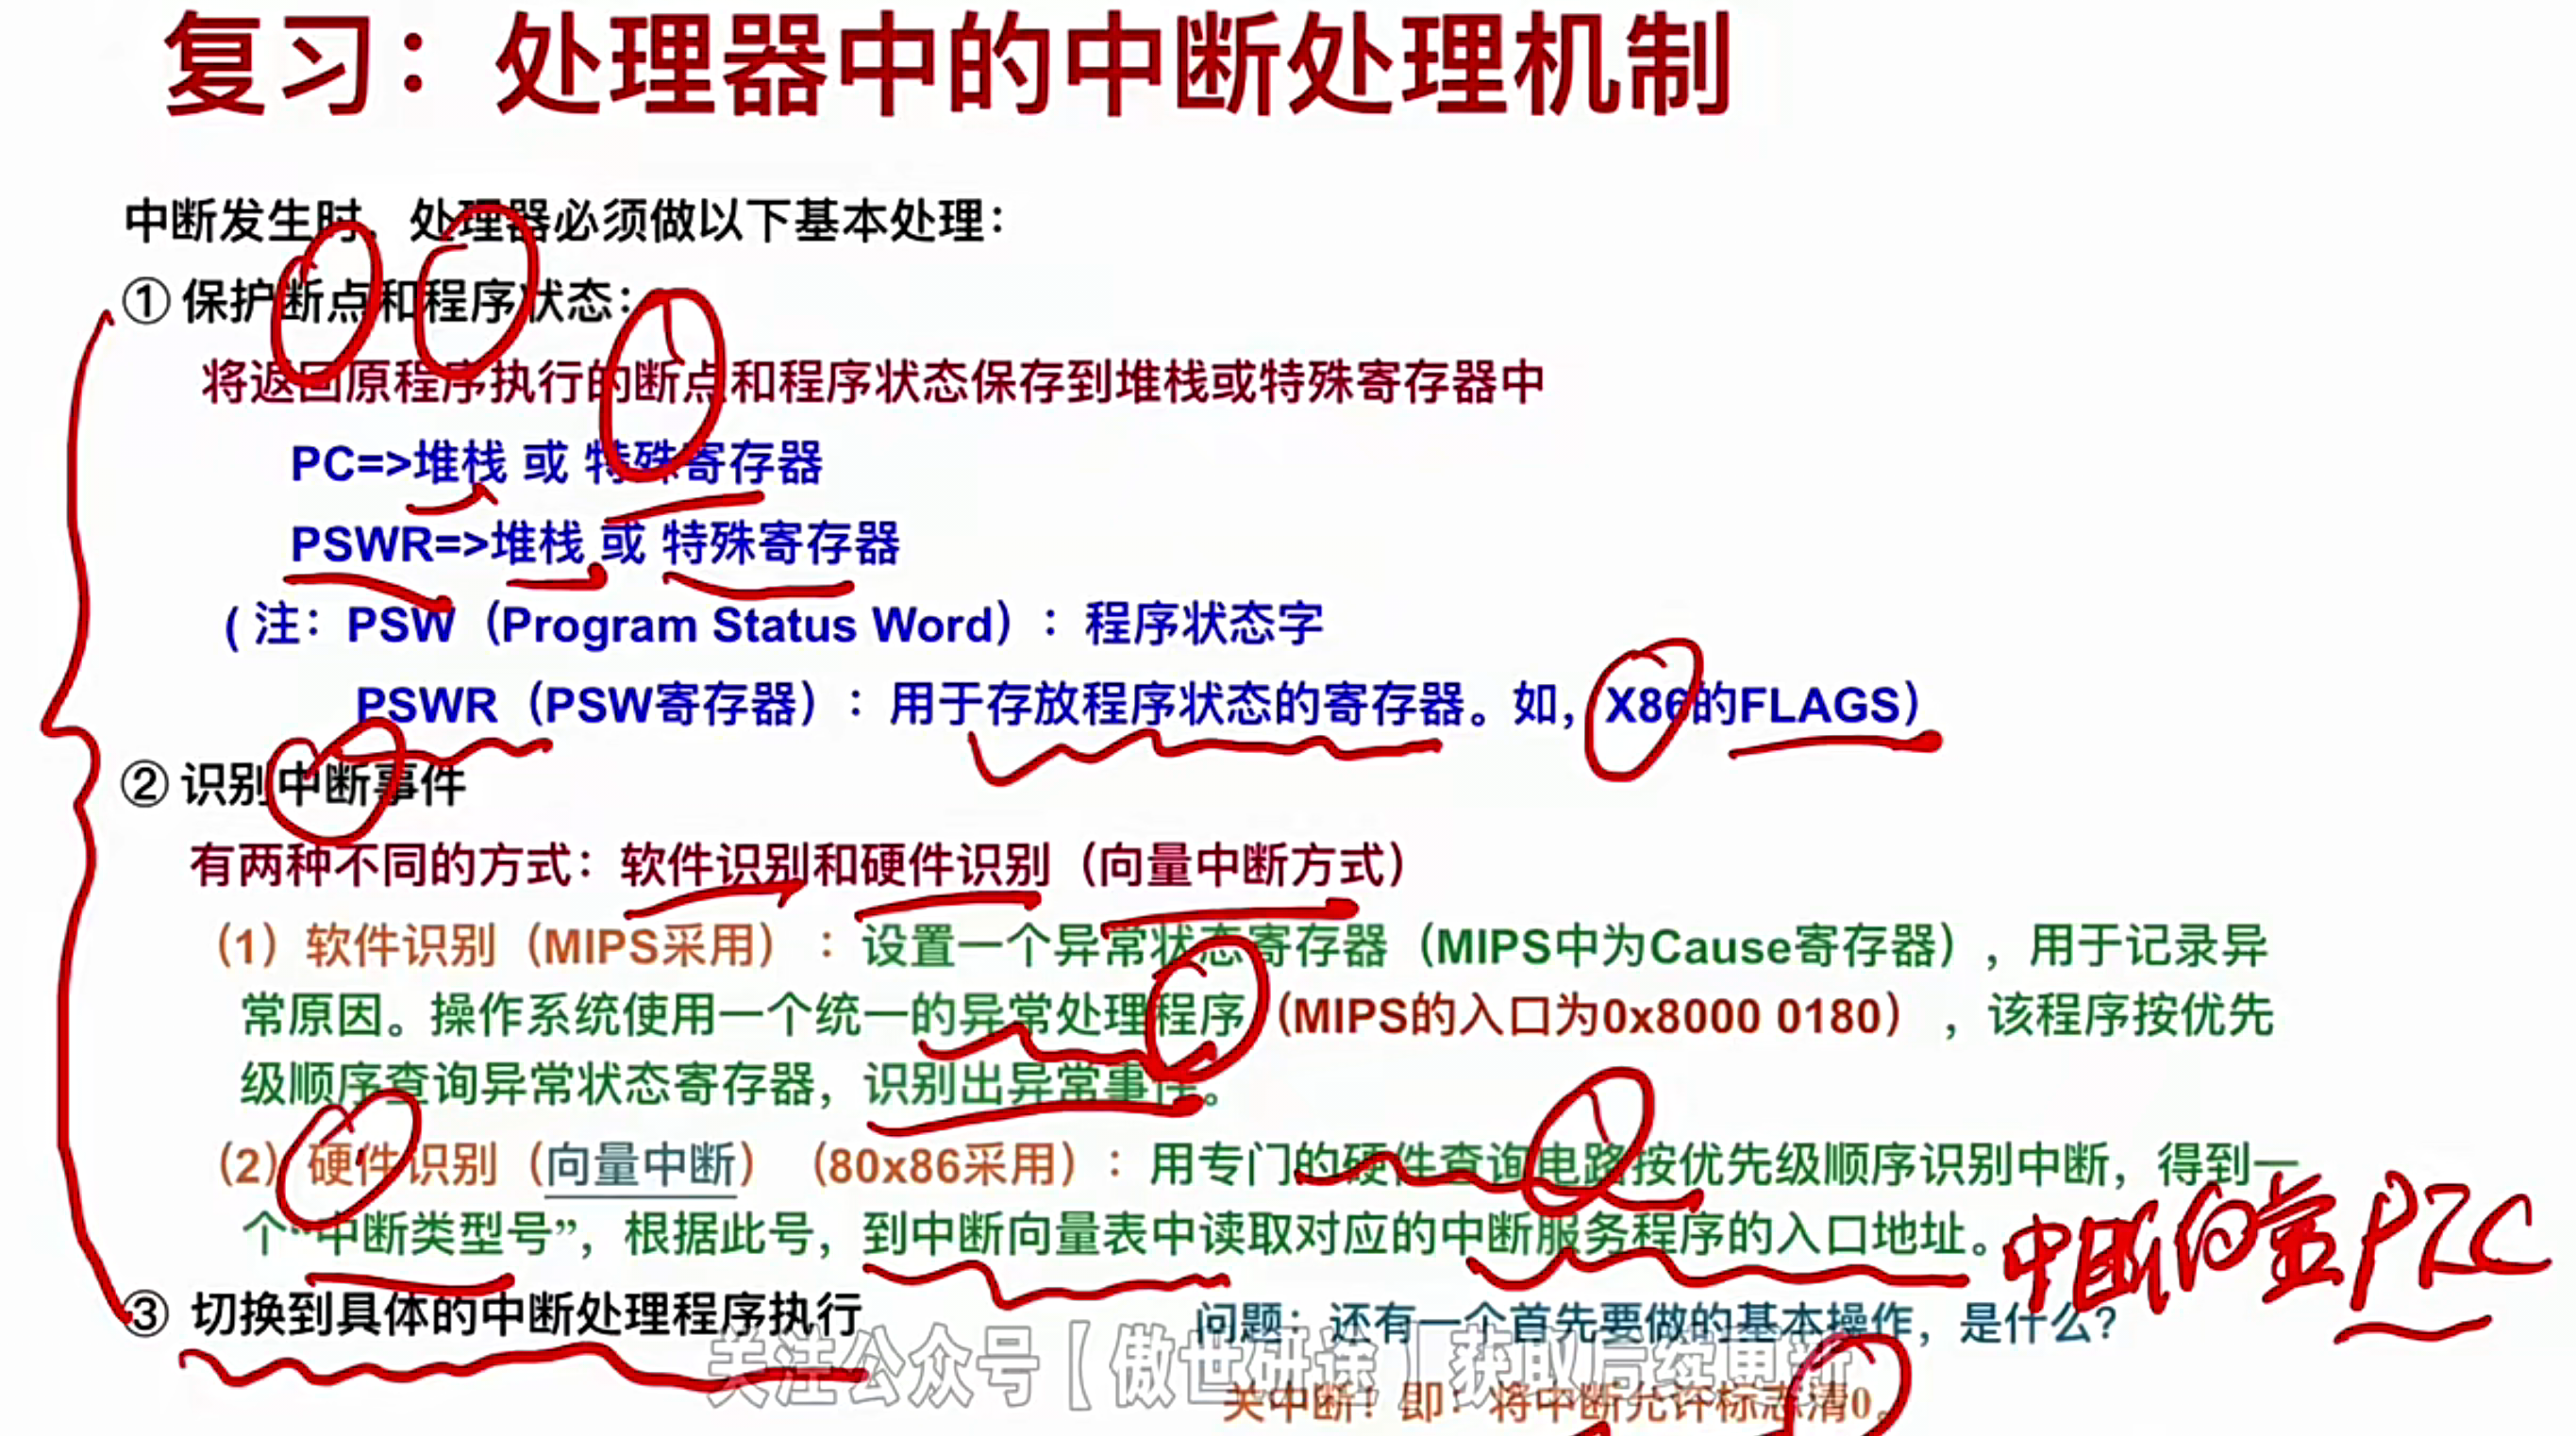 复习：处理器中的中断处理机制
中断发生时，处理器必须做以下基本处理：
① 保护断点和程序状态：
将返回原程序执行的断点和程序状态保存到堆栈或特殊寄存器中
PC=>堆栈 或 特殊寄存器
PSWR=>堆栈 或 特殊寄存器
( 注：PSW（Program Status Word）：程序状态字
PSWR（PSW寄存器）：用于存放程序状态的寄存器。如，X86的FLAGS）
② 识别中断事件
有两种不同的方式：软件识别和硬件识别（向量中断方式）
（1）软件识别（MIPS采用）：设置一个异常状态寄存器（MIPS中为Cause寄存器），用于记录异
常原因。操作系统使用一个统一的异常处理程序（MIPS的入口为0x8000 0180），该程序按优先
级顺序查询异常状态寄存器，识别出异常事件。
（2）硬件识别（向量中断）（80x86采用）：用专门的硬件查询电路按优先级顺序识别中断，得到一
个“中断类型号”，根据此号，到中断向量表中读取对应的中断服务程序的入口地址。
中断向量
③ 切换到具体的中断处理程序执行
问题：还有一个首先要做的基本操作，是什么？
关注公众号【傲世研途】获取后续更新
关中断！即：将中断允许标志清0。